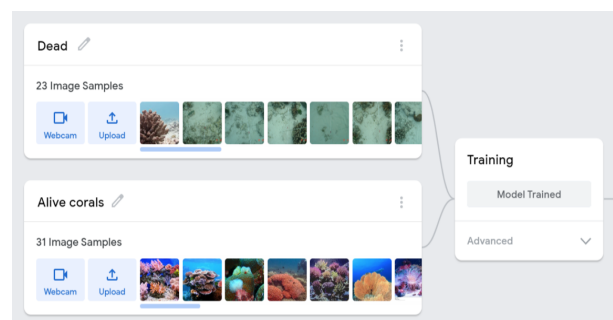 Dead
23 Image Samples
Webcam
Upload
Alive corals
31 Image Samples
Webcam
Upload
Training
Model Trained
Advanced